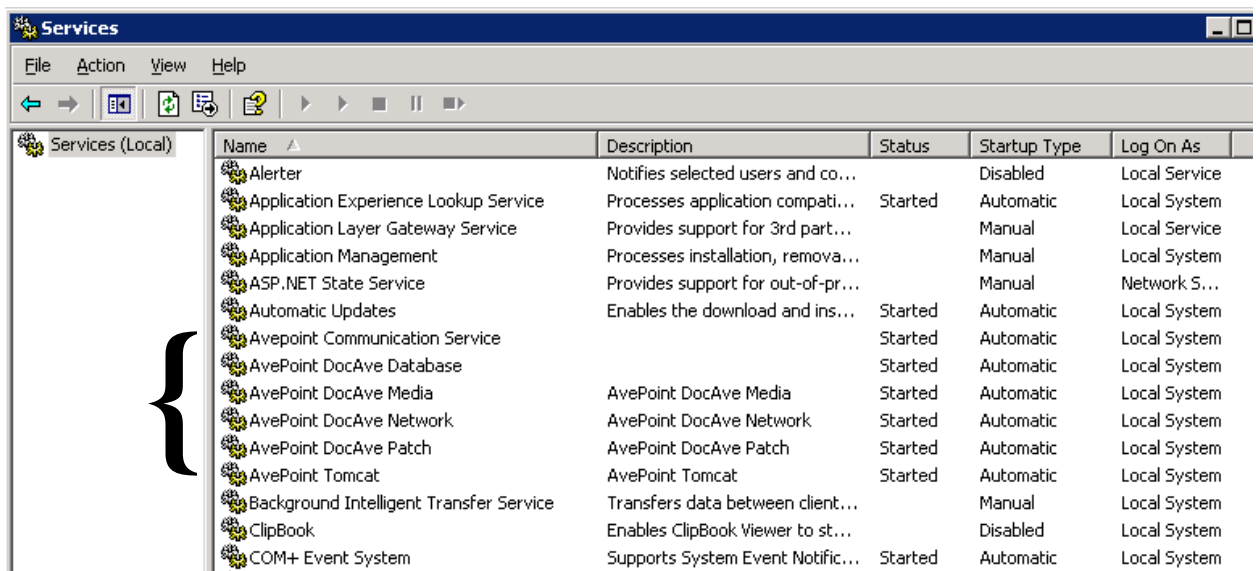 Services
File Action View Help
Services (Local)
Name Description Status Startup Type Log On As
Alerter Notifies selected users and co... Disabled Local Service
Application Experience Lookup Service Processes application compati... Started Automatic Local System
Application Layer Gateway Service Provides support for 3rd part... Manual Local Service
Application Management Processes installation, remova... Manual Local System
ASP.NET State Service Provides support for out-of-pr... Manual Network S...
Automatic Updates Enables the download and ins... Started Automatic Local System
Avepoint Communication Service Started Automatic Local System
AvePoint DocAve Database Started Automatic Local System
AvePoint DocAve Media AvePoint DocAve Media Started Automatic Local System
AvePoint DocAve Network AvePoint DocAve Network Started Automatic Local System
AvePoint DocAve Patch AvePoint DocAve Patch Started Automatic Local System
AvePoint Tomcat AvePoint Tomcat Started Automatic Local System
Background Intelligent Transfer Service Transfers data between client... Manual Local System
ClipBook Enables ClipBook Viewer to st... Disabled Local System
COM+ Event System Supports System Event Notific... Started Automatic Local System